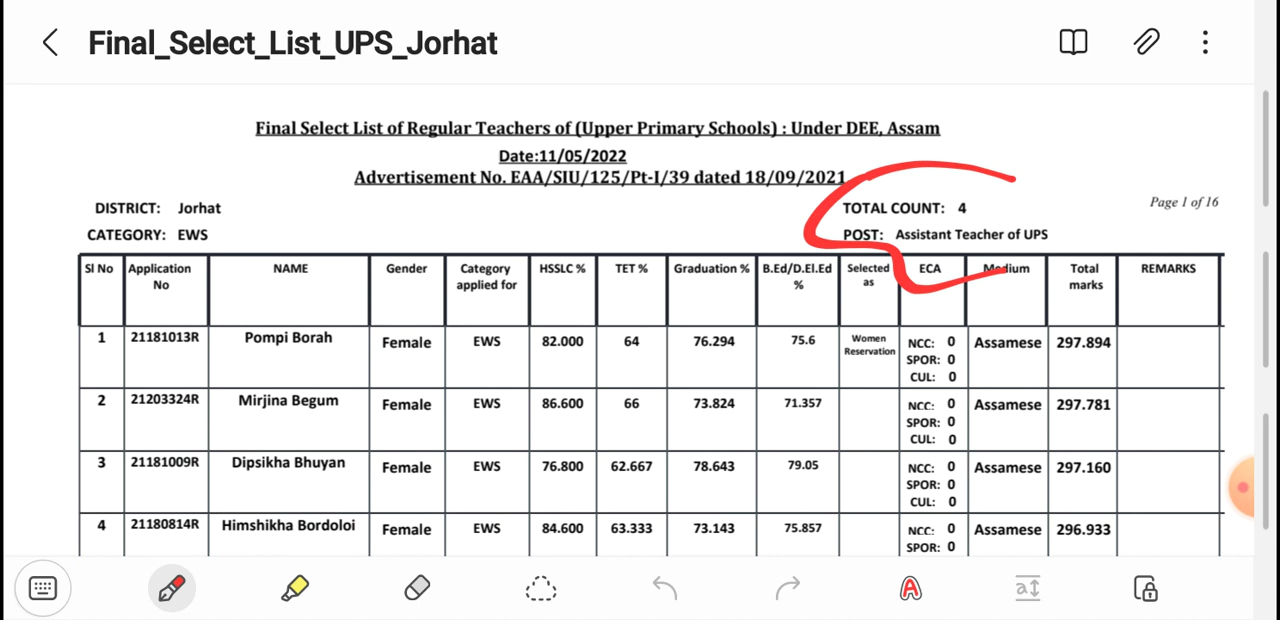 Final_Select_List_UPS_Jorhat
Final Select List of Regular Teachers of (Upper Primary Schools) : Under DEE, Assam
Date:11/05/2022
Advertisement No. EAA/SIU/125/Pt-I/39 dated 18/09/2021
DISTRICT: Jorhat TOTAL COUNT: 4 Page 1 of 16
CATEGORY: EWS POST: Assistant Teacher of UPS
Sl No Application No NAME Gender Category applied for HSSLC % TET % Graduation % B.Ed/D.El.Ed % Selected as ECA Medium Total marks REMARKS
1 21181013R Pompi Borah Female EWS 82.000 64 76.294 75.6 Women Reservation NCC: 0 Assamese 297.894
SPOR: 0
CUL: 0
2 21203324R Mirjina Begum Female EWS 86.600 66 73.824 71.357 NCC: 0 Assamese 297.781
SPOR: 0
CUL: 0
3 21181009R Dipsikha Bhuyan Female EWS 76.800 62.667 78.643 79.05 NCC: 0 Assamese 297.160
SPOR: 0
CUL: 0
4 21180814R Himshikha Bordoloi Female EWS 84.600 63.333 73.143 75.857 NCC: 0 Assamese 296.933
SPOR: 0